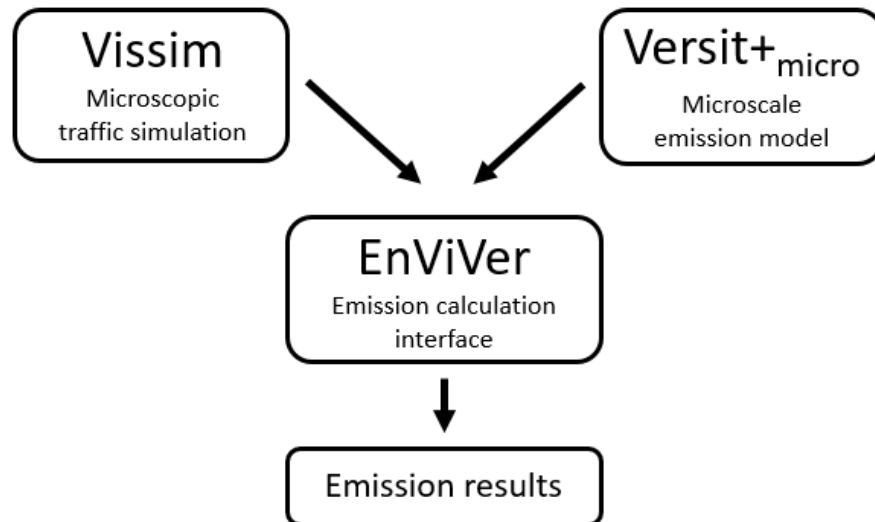 Vissim
Microscopic
traffic simulation
Versit+micro
Microscale
emission model
EnViVer
Emission calculation
interface
Emission results